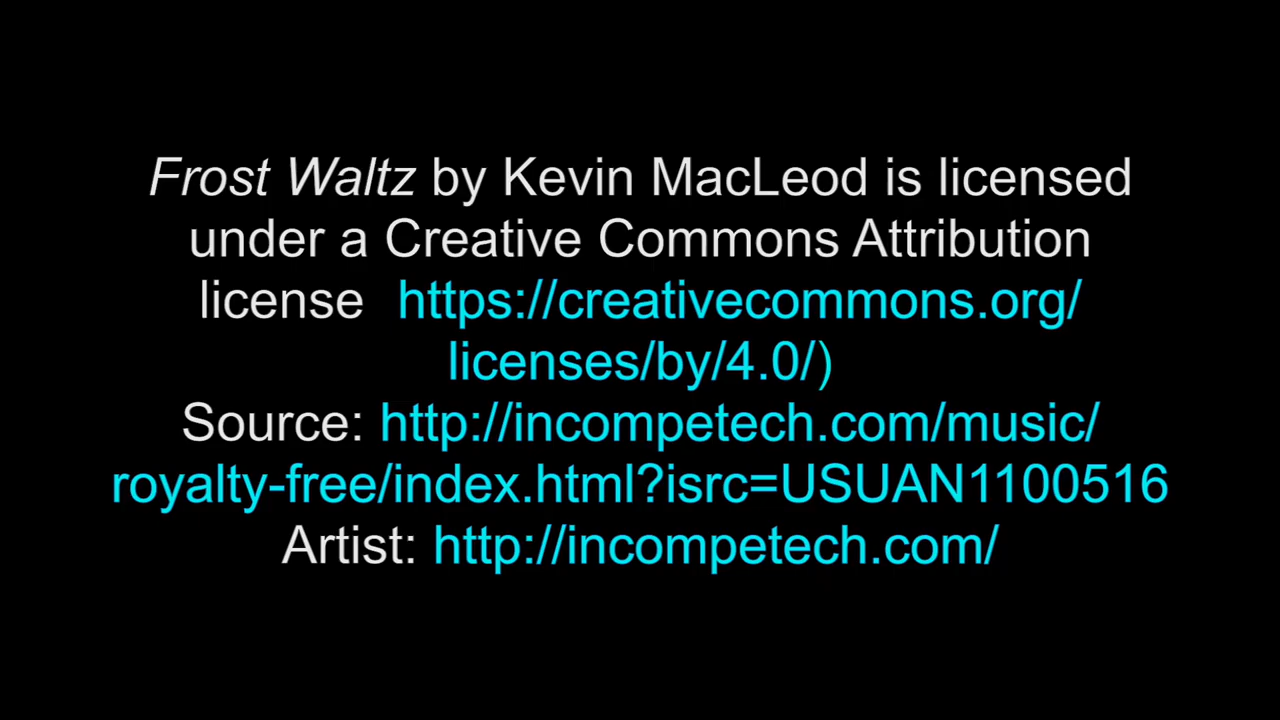 Frost Waltz by Kevin MacLeod is licensed
under a Creative Commons Attribution
license https://creativecommons.org/
licenses/by/4.0/)
Source: http://incompetech.com/music/
royalty-free/index.html?isrc=USUAN1100516
Artist: http://incompetech.com/